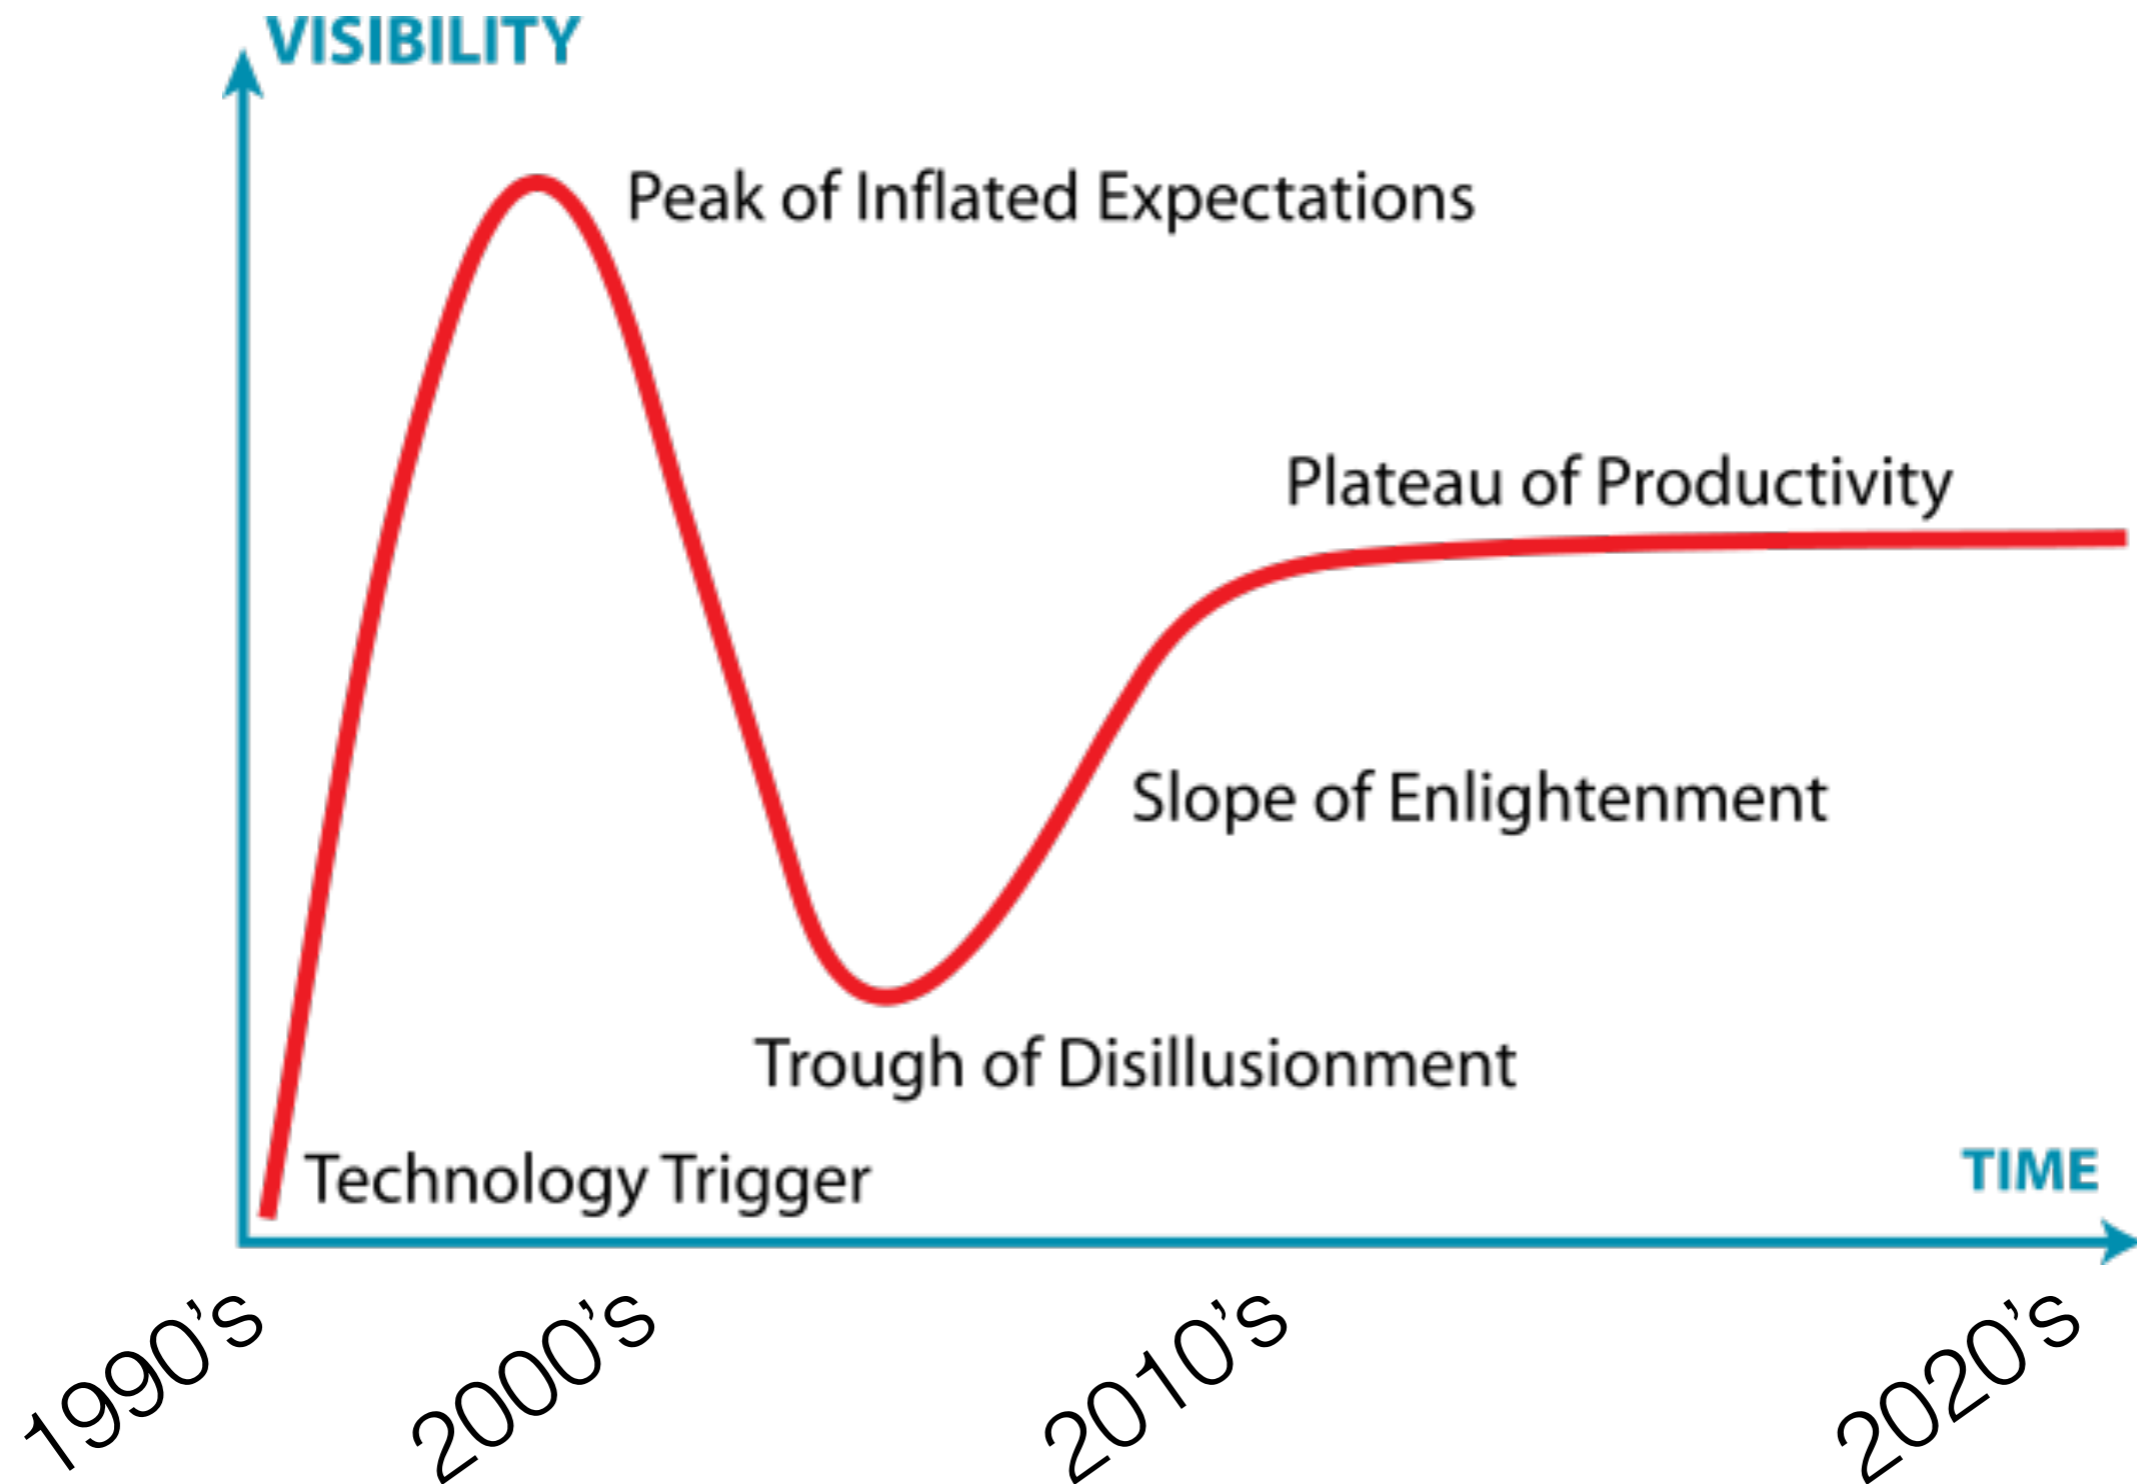 VISIBILITY
Peak of Inflated Expectations
Plateau of Productivity
Slope of Enlightenment
Trough of Disillusionment
Technology Trigger
TIME
1990's
2000's
2010's
2020's